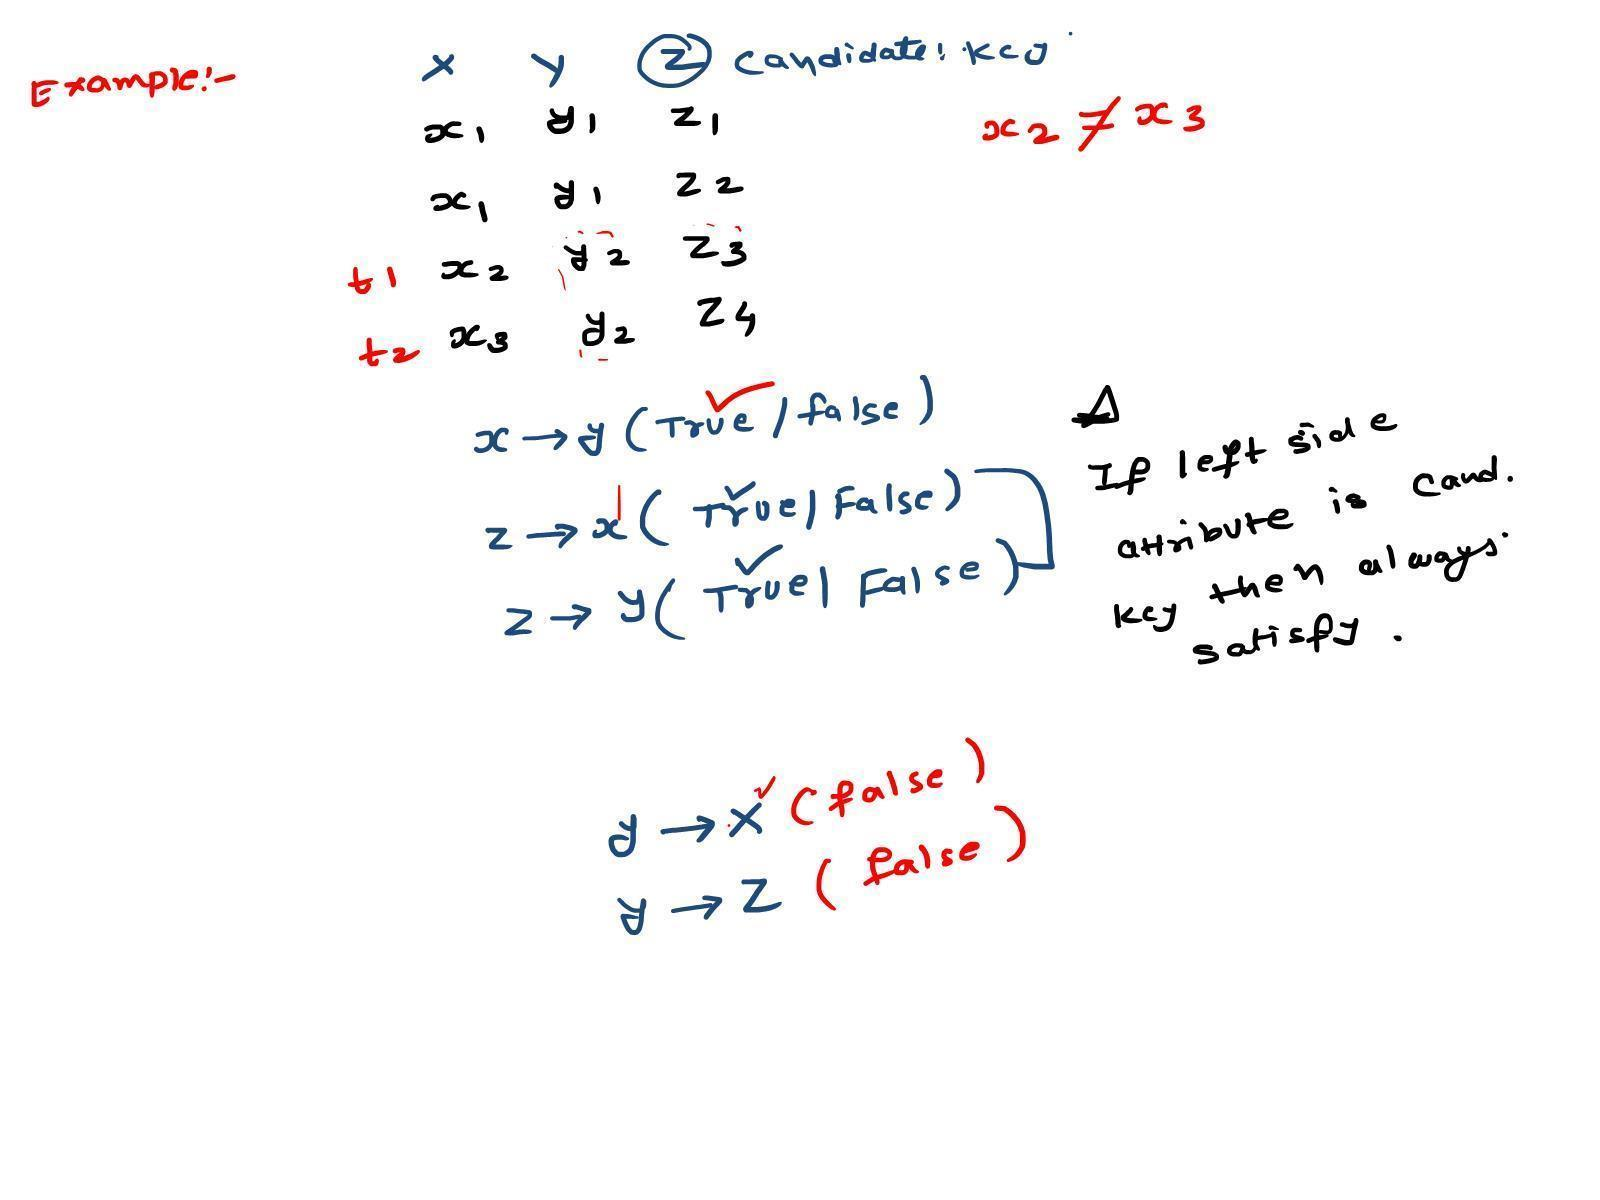 Example:-
X Y Z Candidate: Key
x1 y1 z1
x2 ≠ x3
x1 y1 z2
t1 x2 y2 z3
t2 x3 y2 z4
x → y (True / false)
z → x (True / False)
z → y (True | False)
If left side
attribute is cand.
key then always.
satisfy.
y → X (false)
y → Z (false)